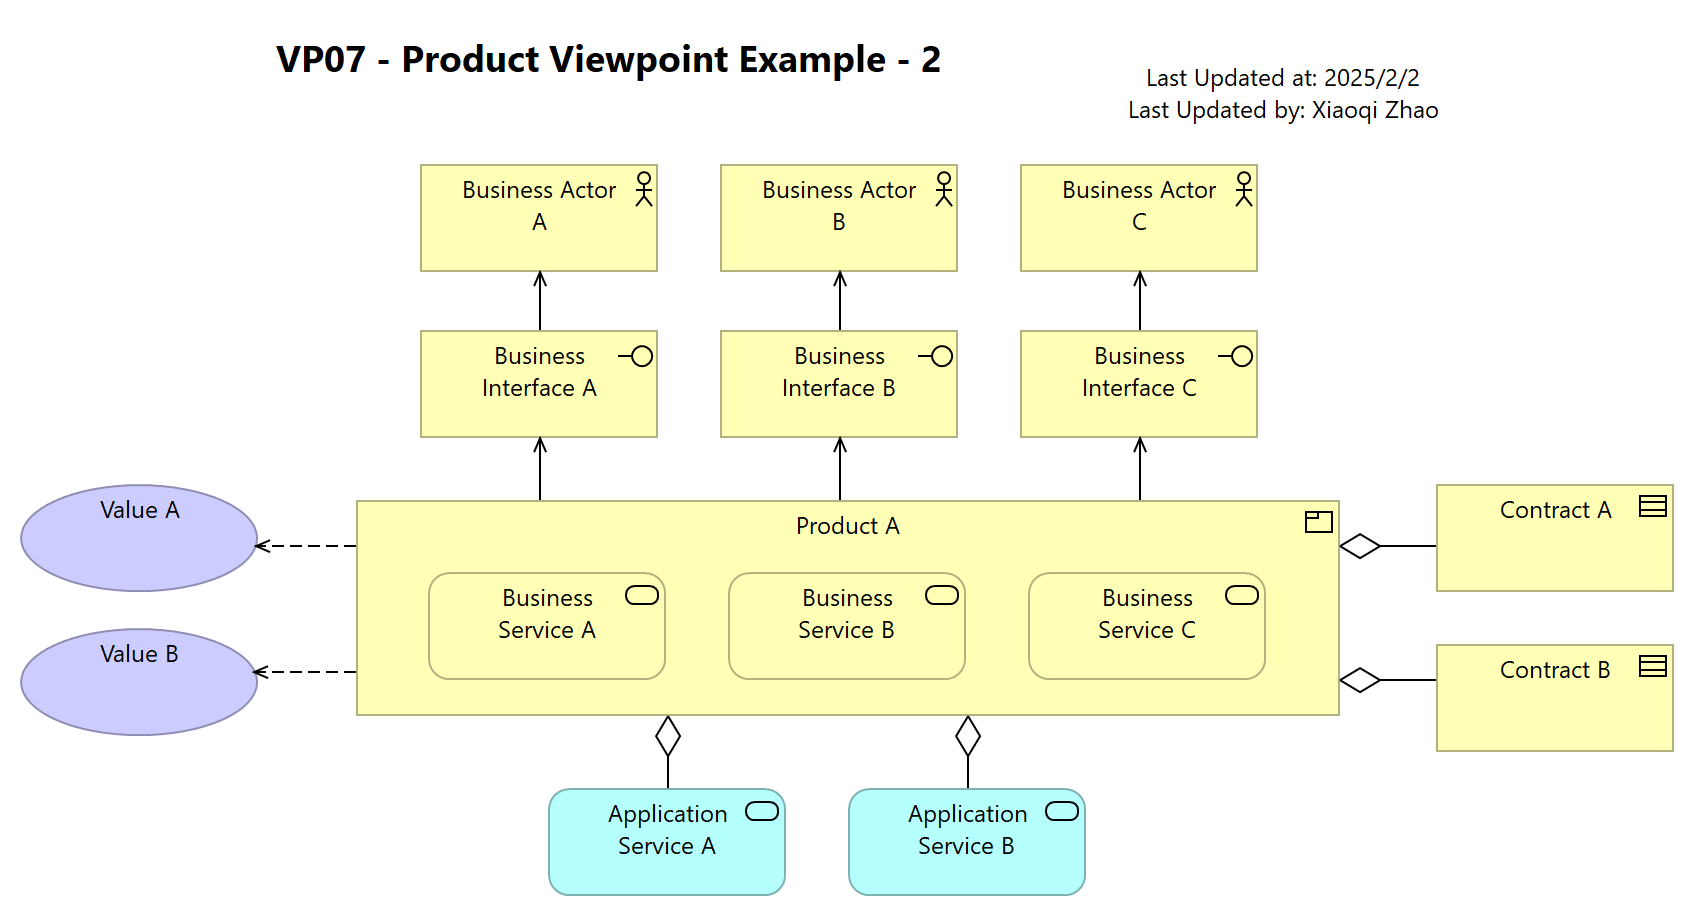 VP07 - Product Viewpoint Example - 2
Last Updated at: 2025/2/2
Last Updated by: Xiaoqi Zhao
Business Actor
A
Business Actor
B
Business Actor
C
Business
Interface A
Business
Interface B
Business
Interface C
Value A
Value B
Product A
Business
Service A
Business
Service B
Business
Service C
Contract A
Contract B
Application
Service A
Application
Service B